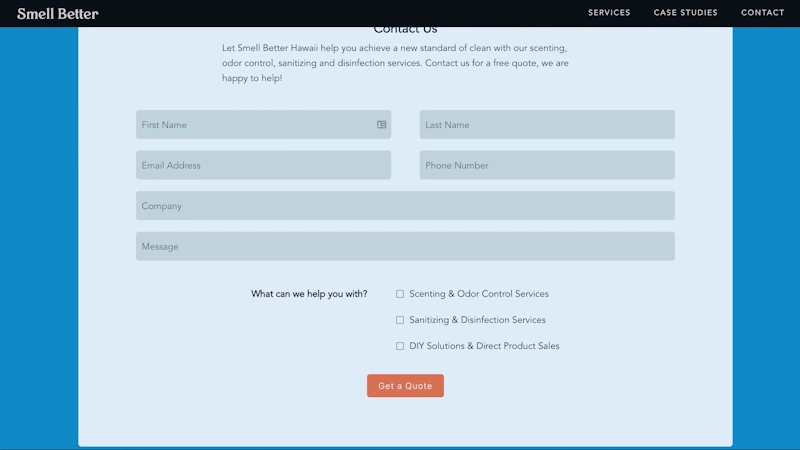 Smell Better
SERVICES
CASE STUDIES
CONTACT
Contact Us
Let Smell Better Hawaii help you achieve a new standard of clean with our scenting,
odor control, sanitizing and disinfection services. Contact us for a free quote, we are
happy to help!
First Name
Last Name
Email Address
Phone Number
Company
Message
What can we help you with?
Scenting & Odor Control Services
Sanitizing & Disinfection Services
DIY Solutions & Direct Product Sales
Get a Quote